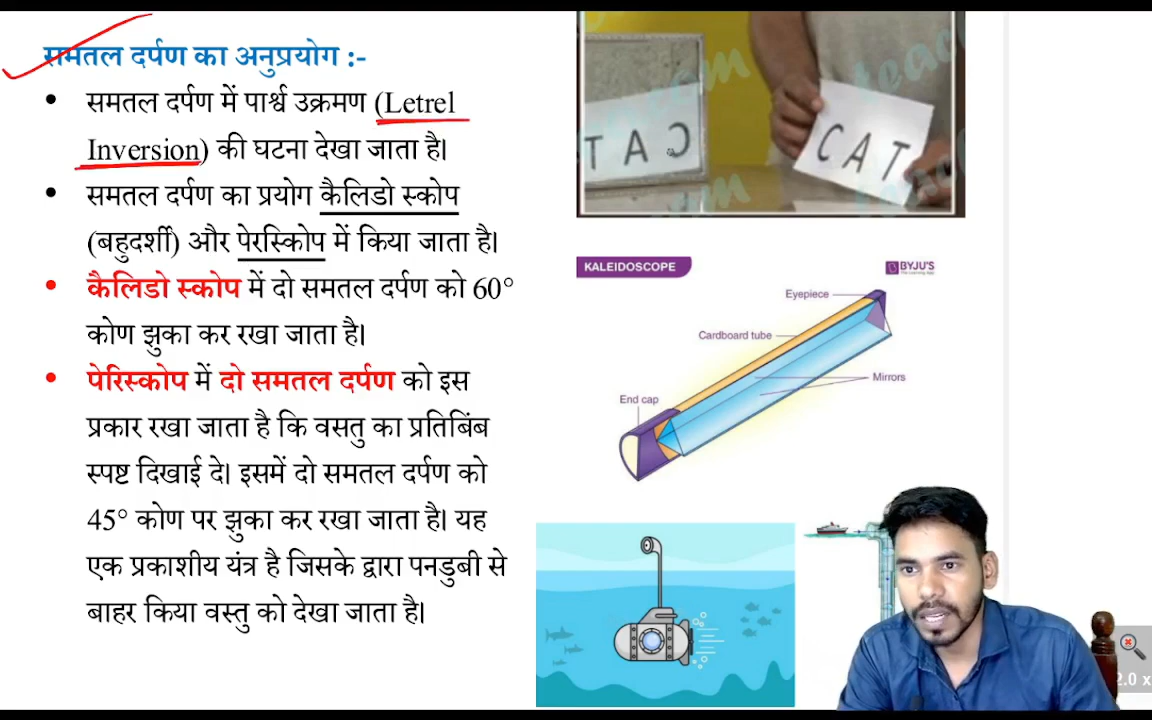 समतल दर्पण का अनुप्रयोग :-
• समतल दर्पण में पार्श्व उक्रमण (Letrel
Inversion) की घटना देखा जाता है।
• समतल दर्पण का प्रयोग कैलिडो स्कोप
(बहुदर्शी) और पेरस्किोप में किया जाता है।
• कैलिडो स्कोप में दो समतल दर्पण को 60°
कोण झुका कर रखा जाता है।
• पेरिस्कोप में दो समतल दर्पण को इस
प्रकार रखा जाता है कि वसतु का प्रतिबिंब
स्पष्ट दिखाई दे। इसमें दो समतल दर्पण को
45° कोण पर झुका कर रखा जाता है। यह
एक प्रकाशीय यंत्र है जिसके द्वारा पनडुबी से
बाहर किया वस्तु को देखा जाता है।
CAT
KALEIDOSCOPE
BYJU'S
Eyepiece
Cardboard tube
Mirrors
End cap
2.0 x